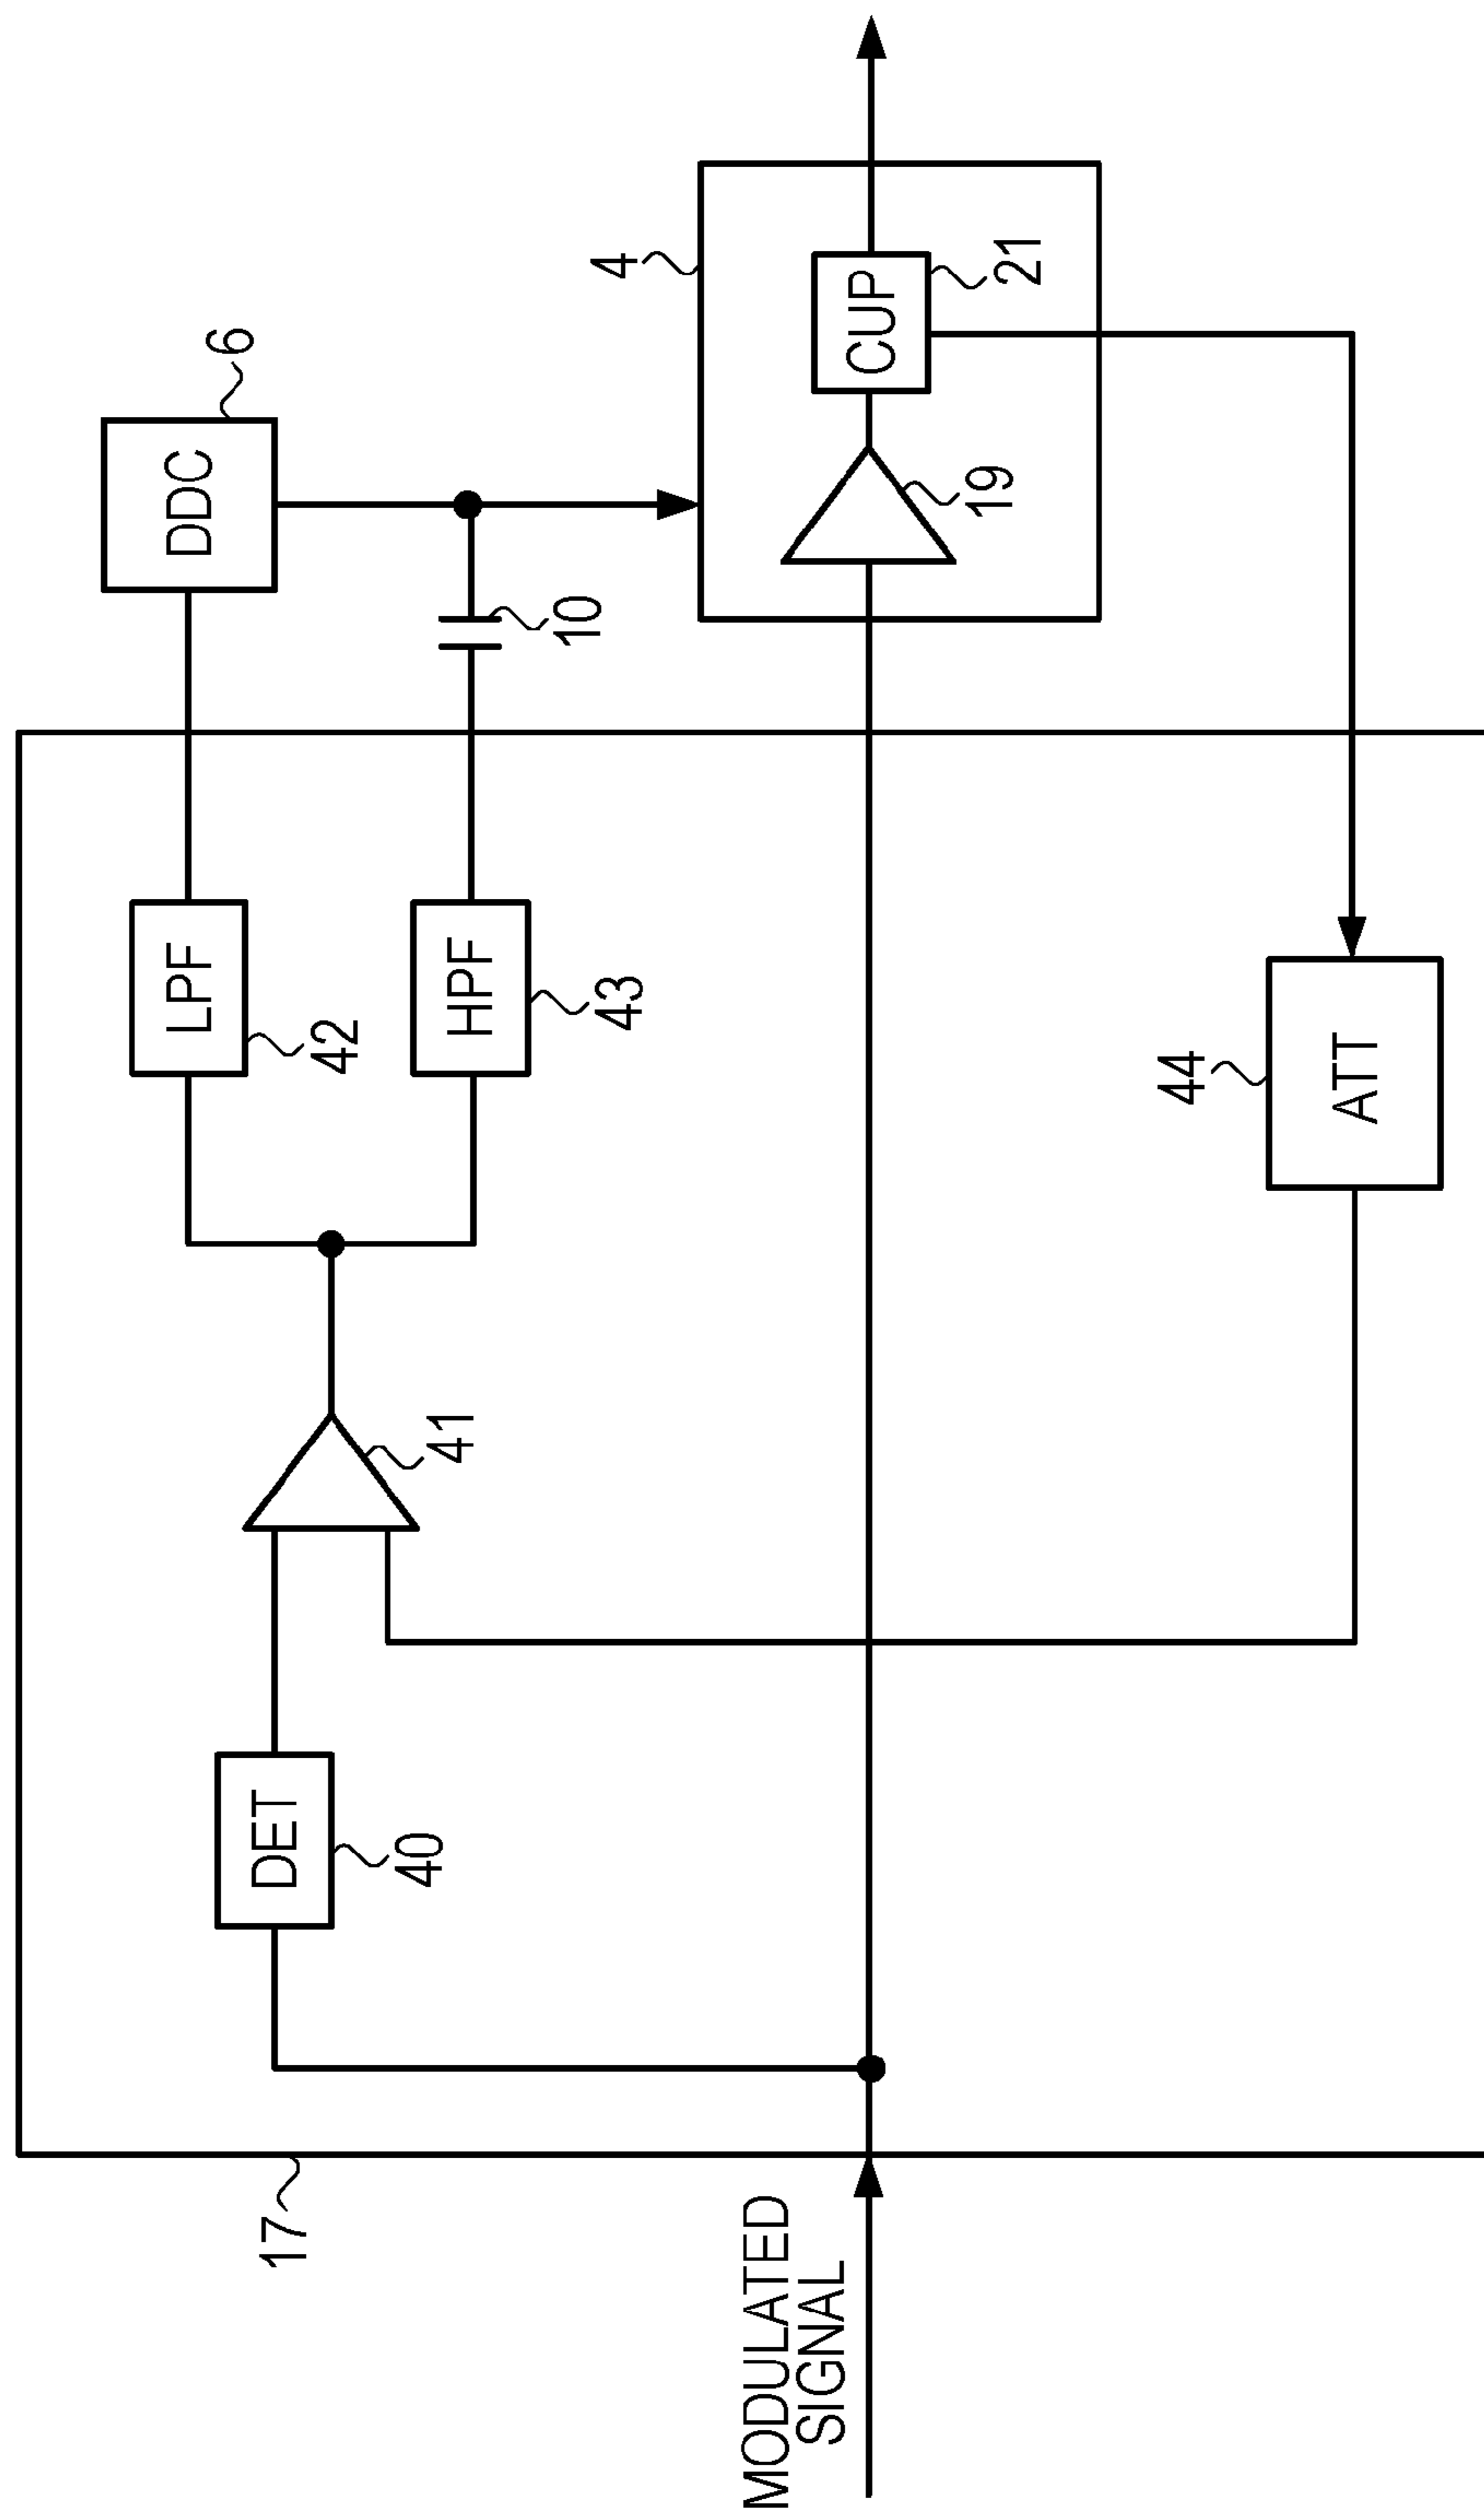 17
DDC
6
LPF
42
DET
40
41
HPF
43
10
4
MODULATED
SIGNAL
CUP
21
19
44
ATT